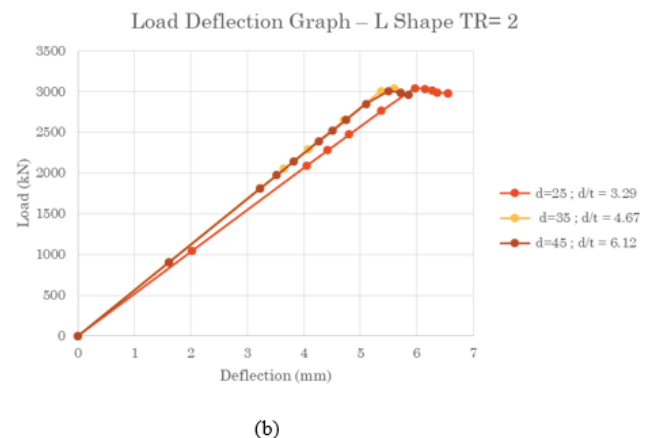 Load Deflection Graph – L Shape TR= 2
3500
3000
2500
2000
1500
1000
500
0
Load (kN)
0 1 2 3 4 5 6 7
Deflection (mm)
d=25 ; d/t = 3.29
d=35 ; d/t = 4.67
d=45 ; d/t = 6.12
(b)